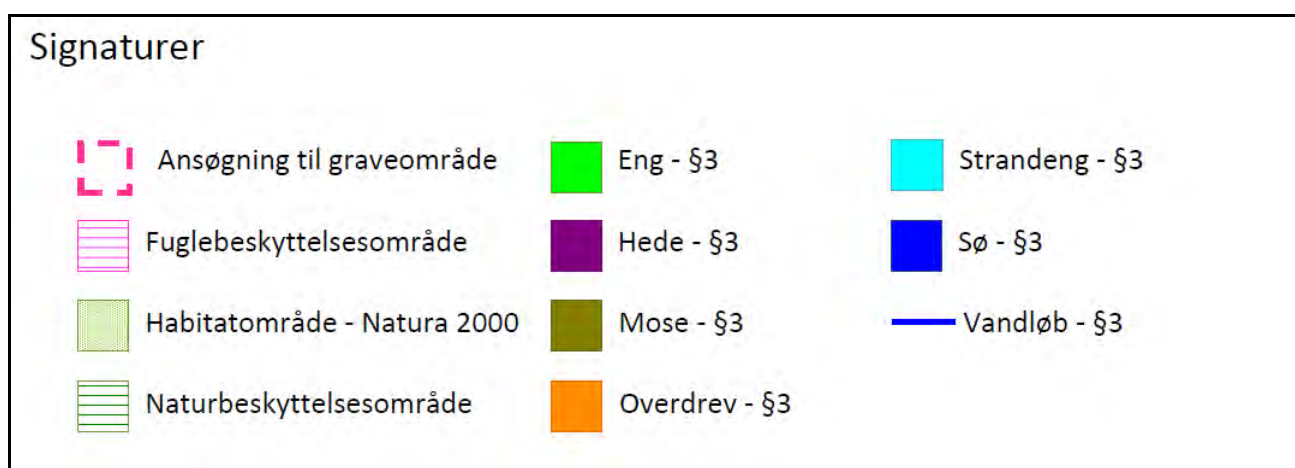 Signaturer
Ansøgning til graveområde
Fuglebeskyttelsesområde
Habitatområde - Natura 2000
Naturbeskyttelsesområde
Eng - §3
Hede - §3
Mose - §3
Overdrev - §3
Strandeng - §3
Sø - §3
Vandløb - §3